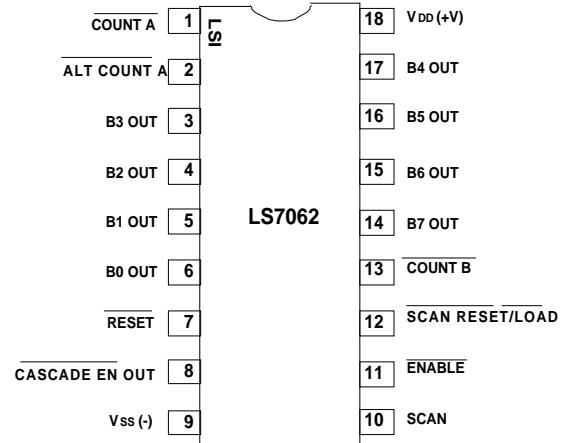 COUNT A 1
ALT COUNT A 2
B3 OUT 3
B2 OUT 4
B1 OUT 5
B0 OUT 6
RESET 7
CASCADE EN OUT 8
Vss (-) 9
LSI
LS7062
18 VDD (+V)
17 B4 OUT
16 B5 OUT
15 B6 OUT
14 B7 OUT
13 COUNT B
12 SCAN RESET/LOAD
11 ENABLE
10 SCAN